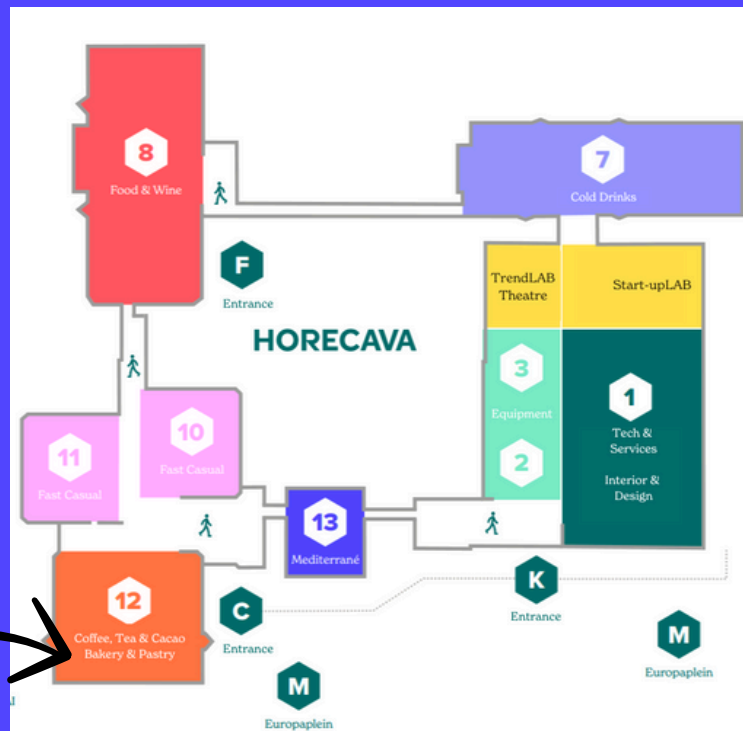 8
Food & Wine
7
Cold Drinks
F
Entrance
TrendLAB
Theatre
Start-upLAB
HORECAVA
3
Equipment
2
1
Tech &
Services
Interior &
Design
10
Fast Casual
11
Fast Casual
13
Mediterrané
12
Coffee, Tea & Cacao
Bakery & Pastry
C
Entrance
K
Entrance
M
Europaplein
M
Europaplein